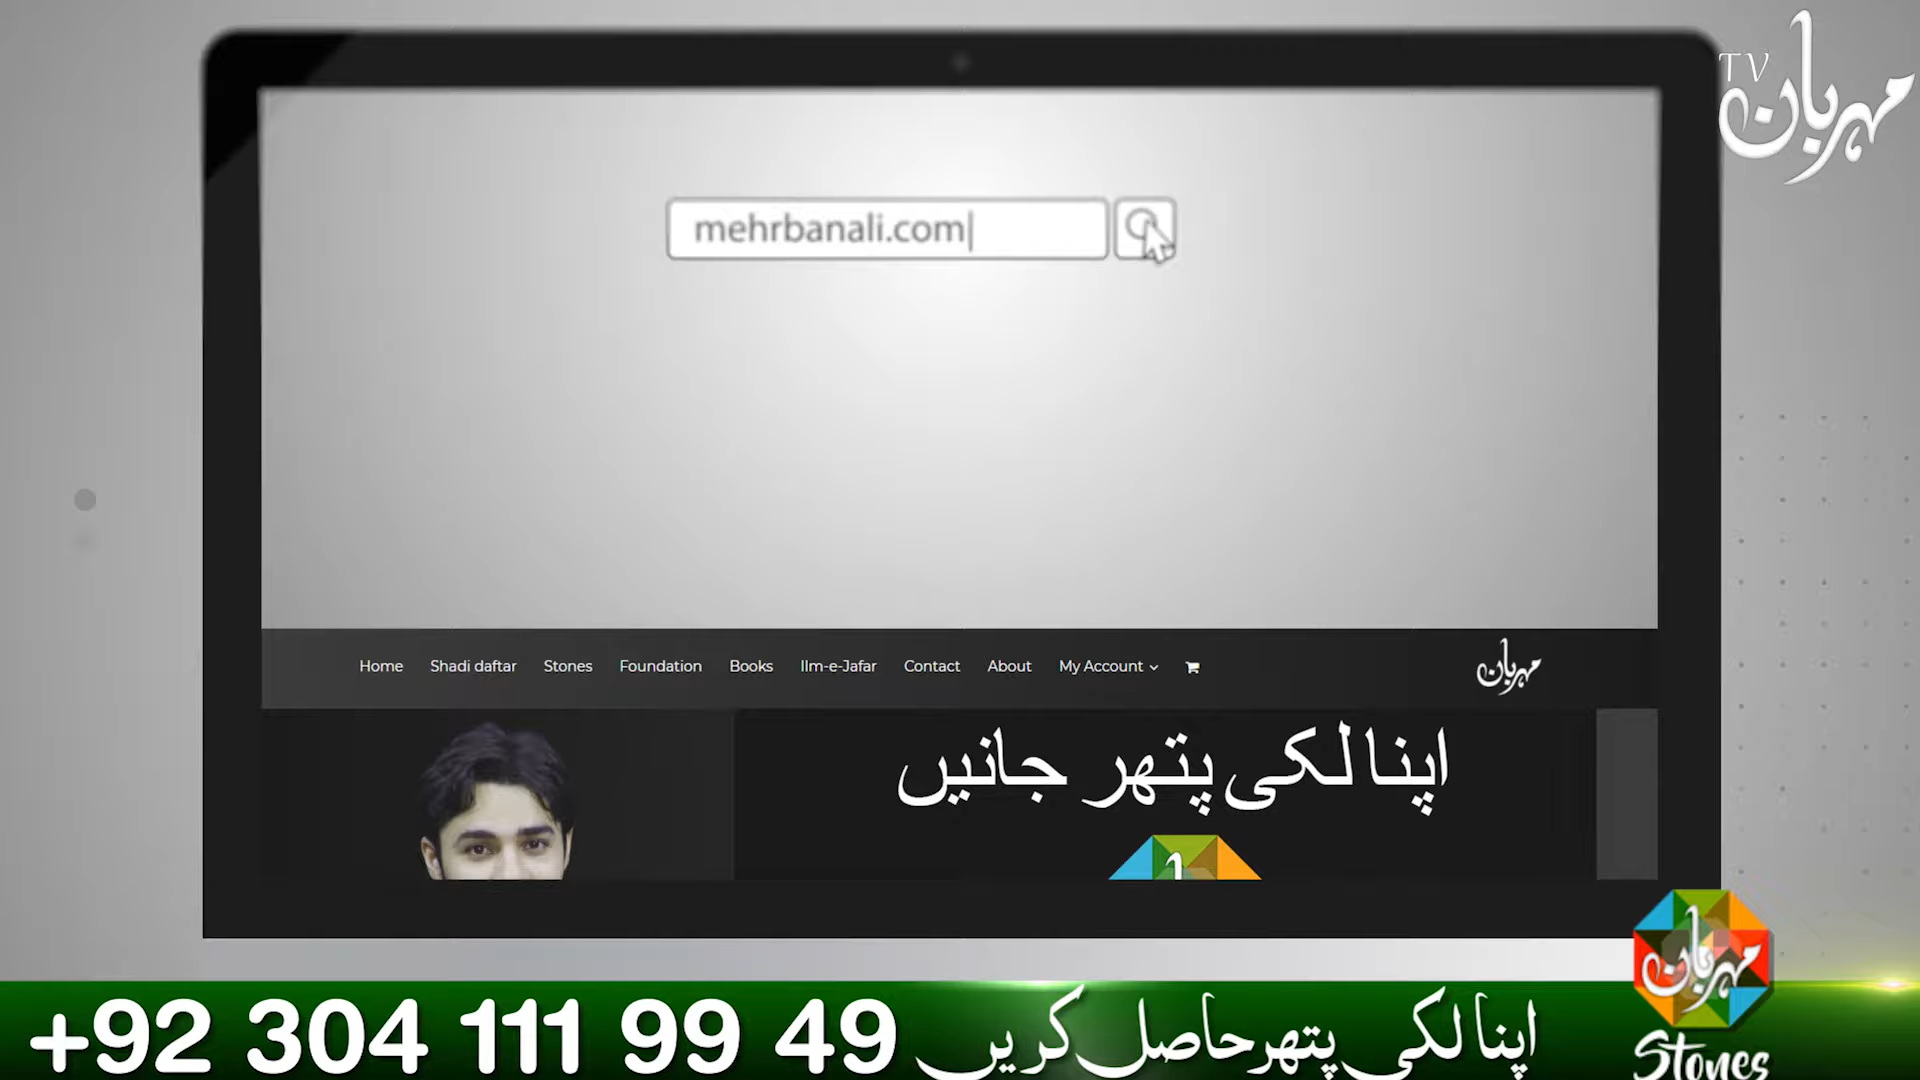 TV
مہربان
mehrbanali.com
Home Shadi daftar Stones Foundation Books Ilm-e-Jafar Contact About My Account
مہربان
اپنا لکی پتھر جانیں
مہربان
Stones
+92 304 111 99 49 اپنا لکی پتھر حاصل کریں